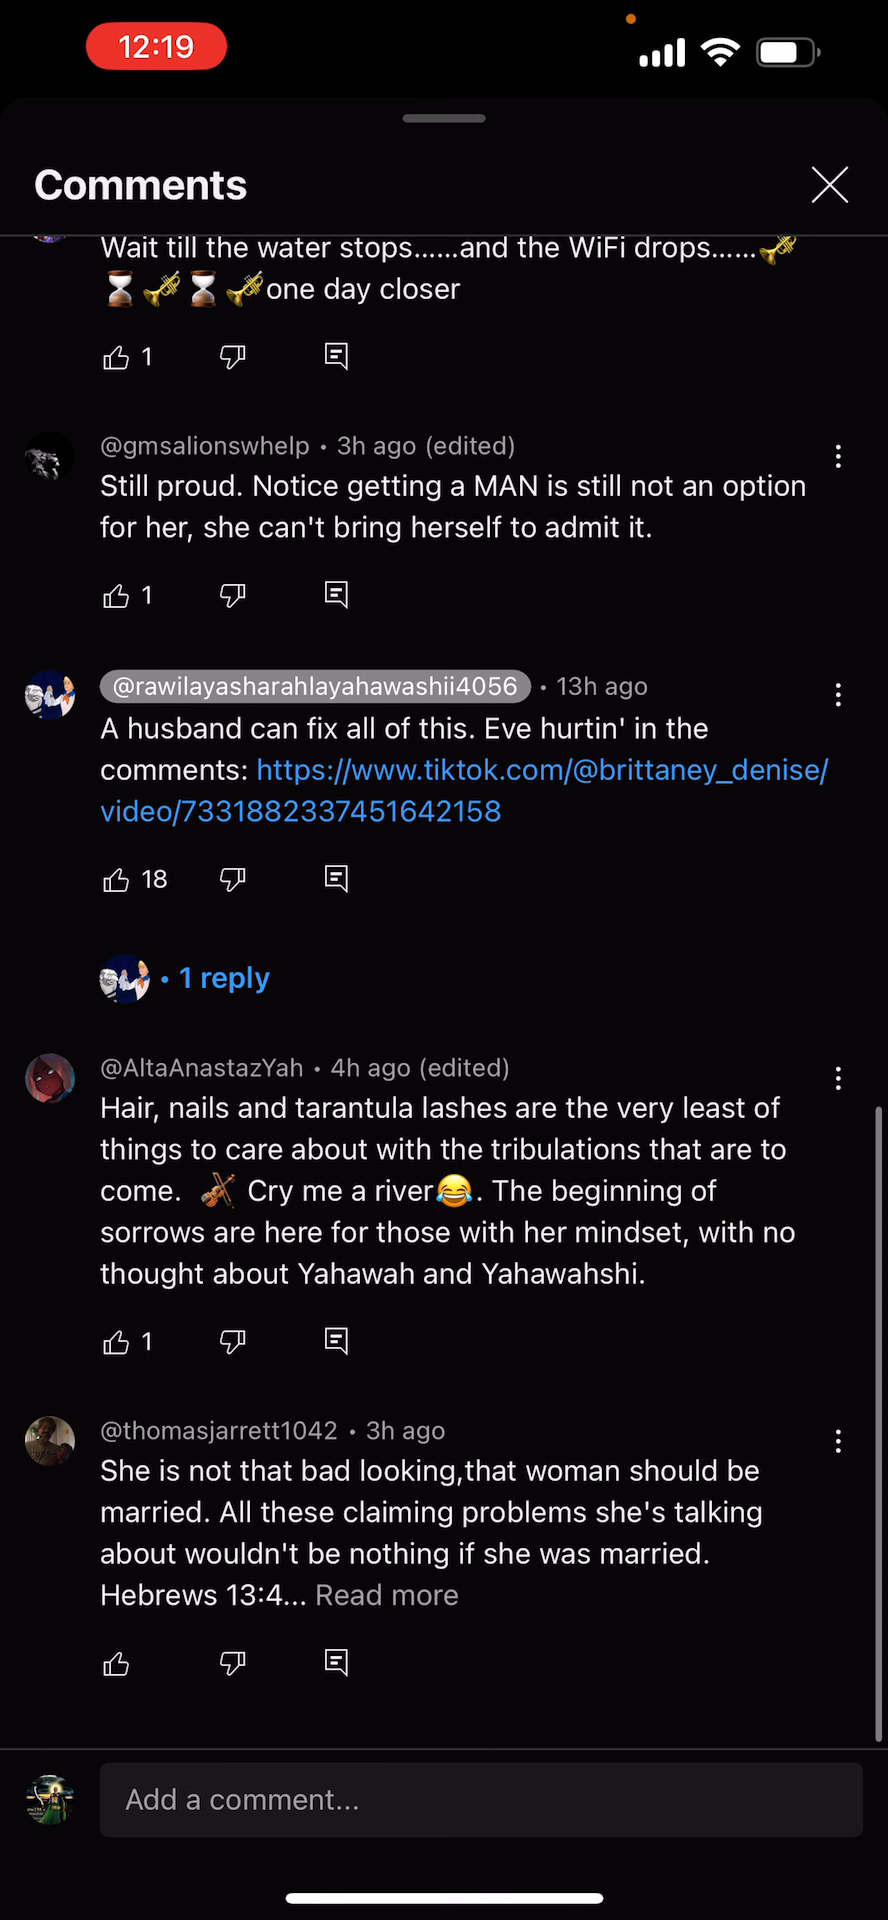 12:19
Comments
Wait till the water stops......and the WiFi drops......🎺
⏳🎺⏳🎺one day closer
1
@gmsalionswhelp • 3h ago (edited)
Still proud. Notice getting a MAN is still not an option
for her, she can't bring herself to admit it.
1
@rawilayasharahlayahawashii4056 • 13h ago
A husband can fix all of this. Eve hurtin' in the
comments: https://www.tiktok.com/@brittaney_denise/
video/7331882337451642158
18
• 1 reply
@AltaAnastazYah • 4h ago (edited)
Hair, nails and tarantula lashes are the very least of
things to care about with the tribulations that are to
come. 🎻 Cry me a river😂. The beginning of
sorrows are here for those with her mindset, with no
thought about Yahawah and Yahawahshi.
1
@thomasjarrett1042 • 3h ago
She is not that bad looking,that woman should be
married. All these claiming problems she's talking
about wouldn't be nothing if she was married.
Hebrews 13:4... Read more
Add a comment...